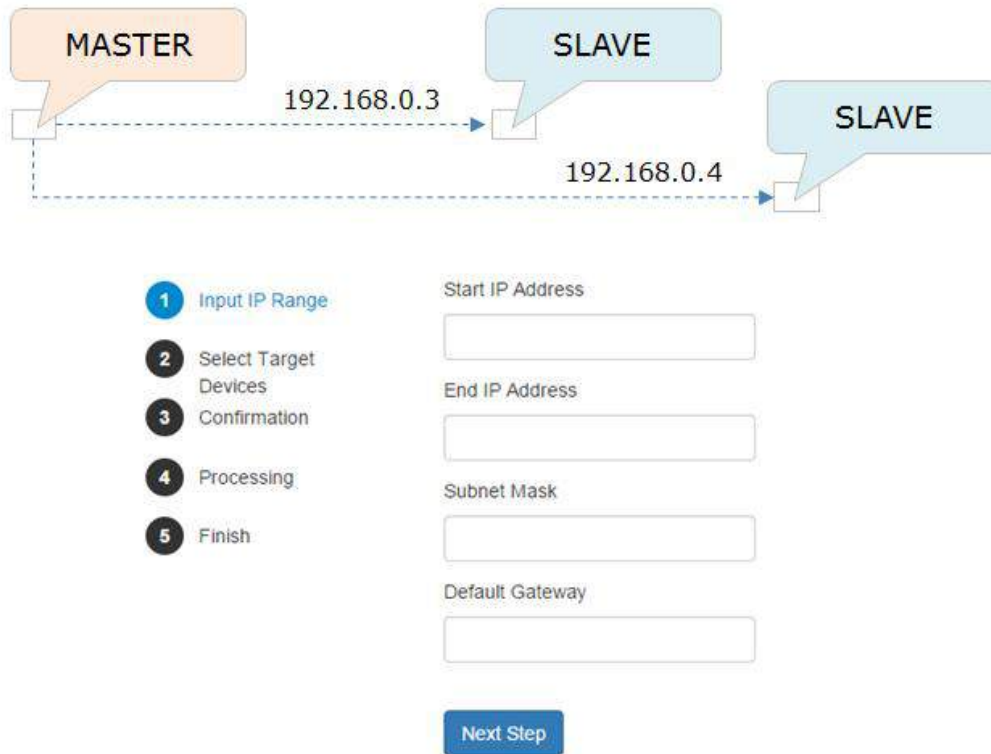 MASTER
SLAVE
192.168.0.3
SLAVE
192.168.0.4
1 Input IP Range
2 Select Target
Devices
3 Confirmation
4 Processing
5 Finish
Start IP Address
End IP Address
Subnet Mask
Default Gateway
Next Step